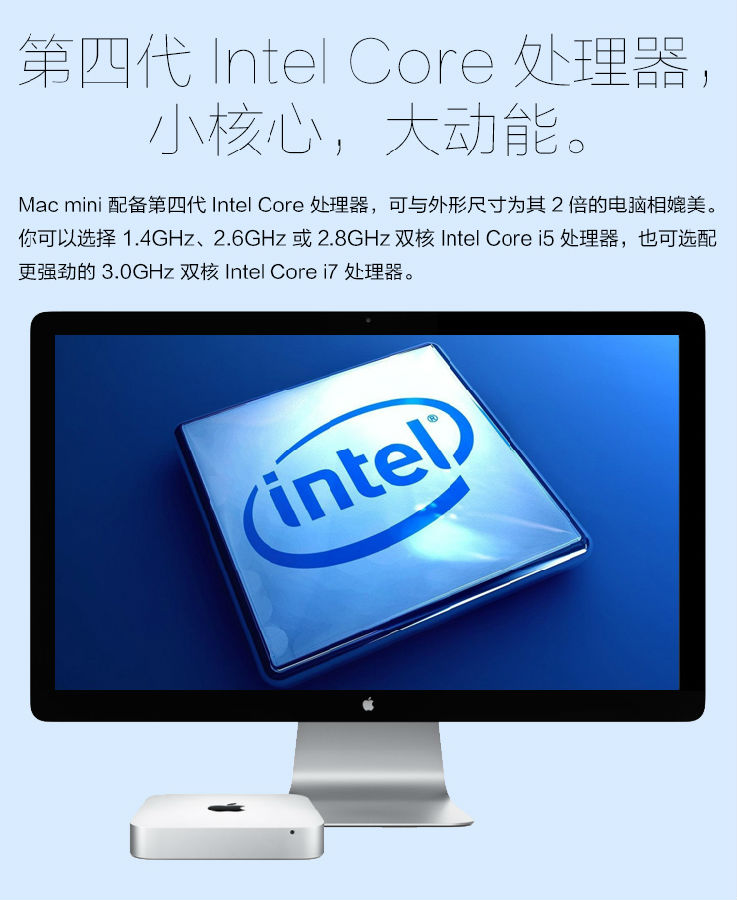 第四代 Intel Core 处理器，
小核心，大动能。
Mac mini 配备第四代 Intel Core 处理器，可与外形尺寸为其 2 倍的电脑相媲美。
你可以选择 1.4GHz、2.6GHz 或 2.8GHz 双核 Intel Core i5 处理器，也可选配
更强劲的 3.0GHz 双核 Intel Core i7 处理器。
intel®